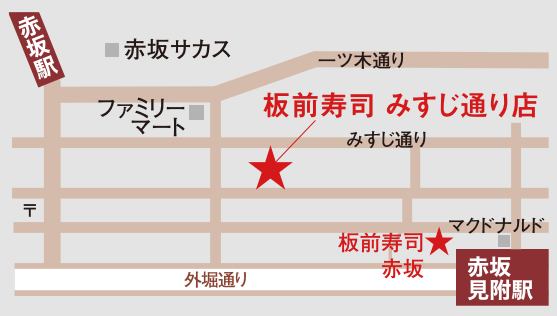 赤坂駅
赤坂サカス
一ツ木通り
ファミリー
マート
板前寿司 みすじ通り店
みすじ通り
〒
マクドナルド
板前寿司
赤坂
外堀通り
赤坂
見附駅